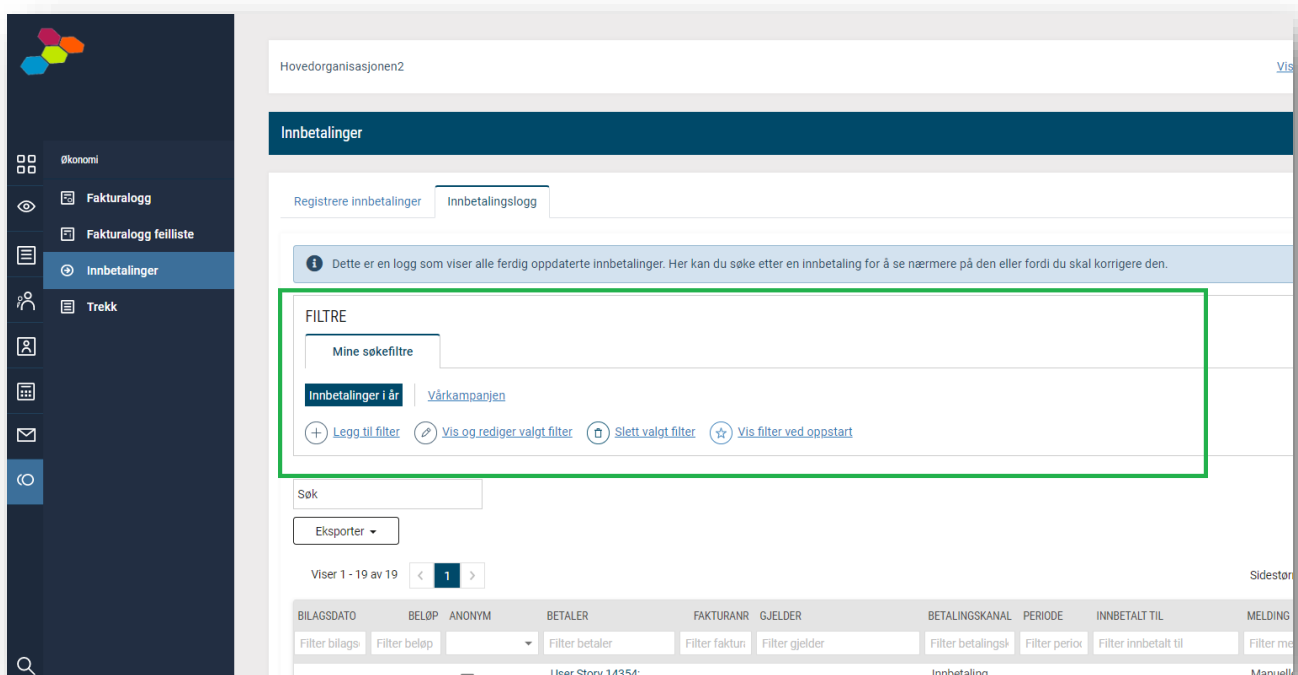 Hovedorganisasjonen2
Vis
Innbetalinger
Økonomi
Fakturalogg
Fakturalogg feilliste
Innbetalinger
Trekk
Registrere innbetalinger Innbetalingslogg
Dette er en logg som viser alle ferdig oppdaterte innbetalinger. Her kan du søke etter en innbetaling for å se nærmere på den eller fordi du skal korrigere den.
FILTRE
Mine søkefiltre
Innbetalinger i år Vårkampanjen
Legg til filter Vis og rediger valgt filter Slett valgt filter Vis filter ved oppstart
Søk
Eksporter
Viser 1 - 19 av 19 < 1 > Sidestørr
BILAGSDATO BELØP ANONYM BETALER FAKTURANR GJELDER BETALINGSKANAL PERIODE INNBETALT TIL MELDING
Filter bilags Filter beløp Filter betaler Filter faktur Filter gjelder Filter betalingsk Filter period Filter innbetalt til Filter me
User Story 14354: Innbetaling Manuelle